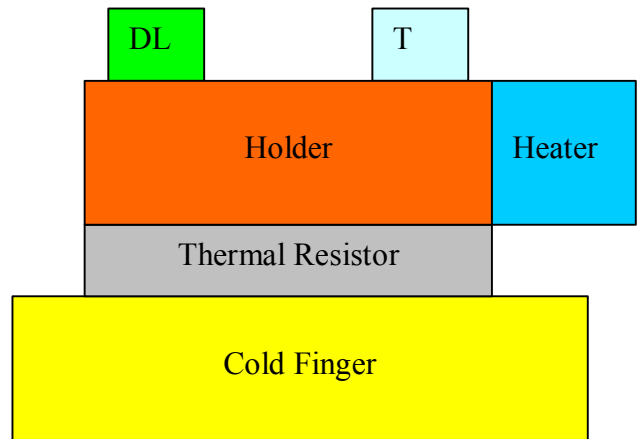 DL
T
Holder
Heater
Thermal Resistor
Cold Finger